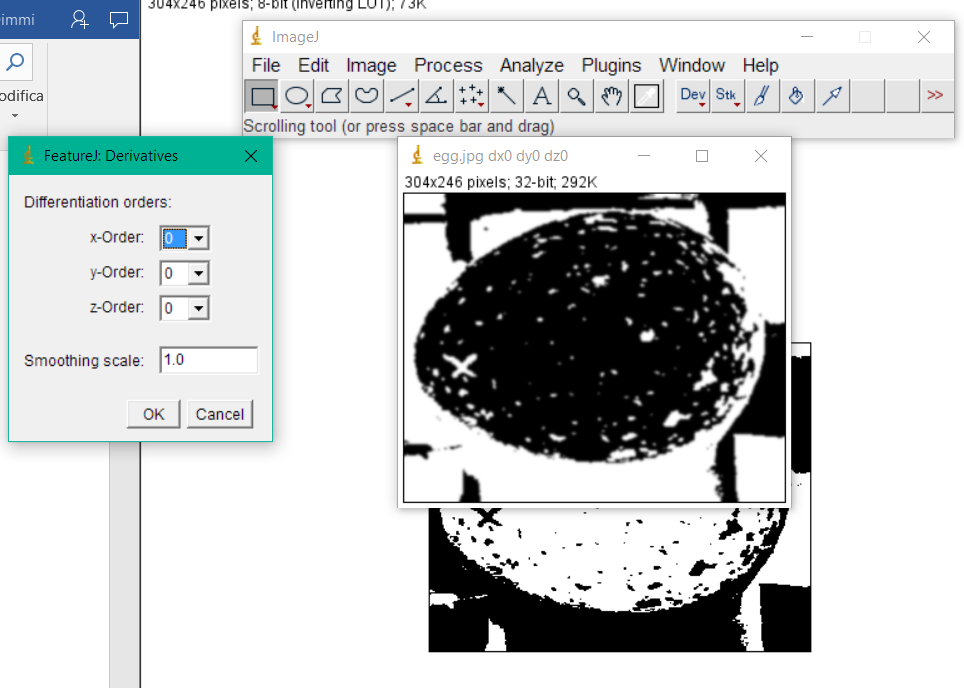 immi
304x246 pixels; 8-bit (inverting LUT); 73K
ImageJ
File Edit Image Process Analyze Plugins Window Help
Dev Stk >>
Scrolling tool (or press space bar and drag)
odifica
FeatureJ: Derivatives
Differentiation orders:
x-Order: 0
y-Order: 0
z-Order: 0
Smoothing scale: 1.0
OK Cancel
egg.jpg dx0 dy0 dz0
304x246 pixels; 32-bit; 292K